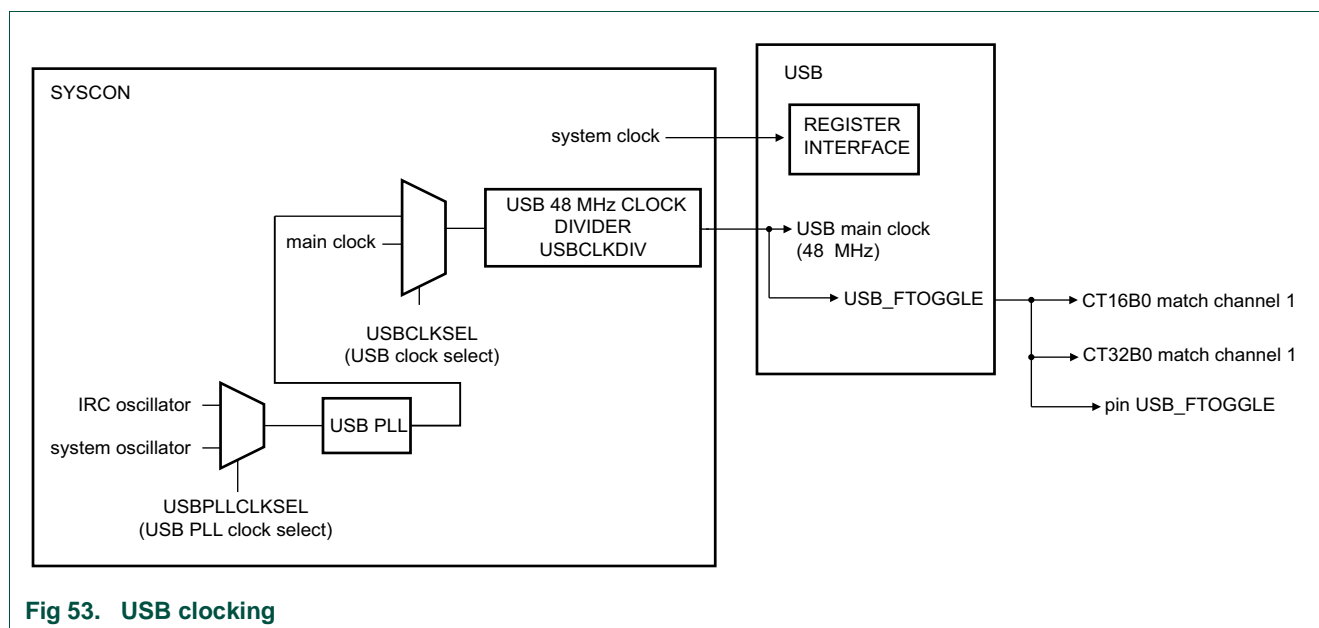 SYSCON
USB
system clock
REGISTER
INTERFACE
main clock
USB 48 MHz CLOCK
DIVIDER
USBCLKDIV
USB main clock
(48 MHz)
USB_FTOGGLE
CT16B0 match channel 1
USBCLKSEL
(USB clock select)
CT32B0 match channel 1
IRC oscillator
USB PLL
pin USB_FTOGGLE
system oscillator
USBPLLCLKSEL
(USB PLL clock select)
Fig 53. USB clocking